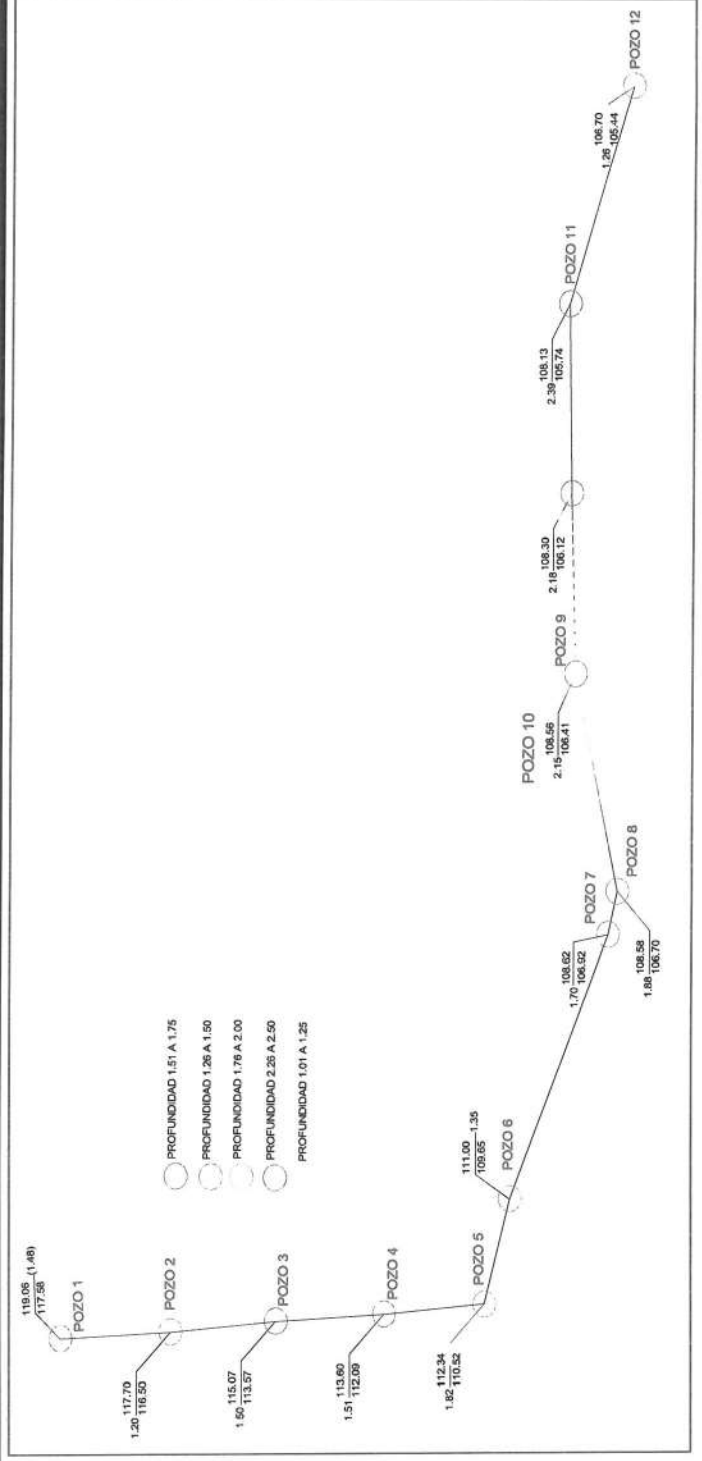 119.06 (1.48)
117.58
POZO 1
1.20 117.70
116.50
POZO 2
1.50 115.07
113.57
POZO 3
1.51 113.60
112.09
POZO 4
1.82 112.34
110.52
POZO 5
111.00 1.35
109.65
POZO 6
PROFUNDIDAD 1.51 A 1.75
PROFUNDIDAD 1.26 A 1.50
PROFUNDIDAD 1.76 A 2.00
PROFUNDIDAD 2.26 A 2.50
PROFUNDIDAD 1.01 A 1.25
1.70 108.62
106.92
POZO 7
1.88 108.58
106.70
POZO 8
POZO 10
2.15 108.56
106.41
POZO 9
2.18 108.30
106.12
2.39 108.13
105.74
POZO 11
1.26 106.70
105.44
POZO 12